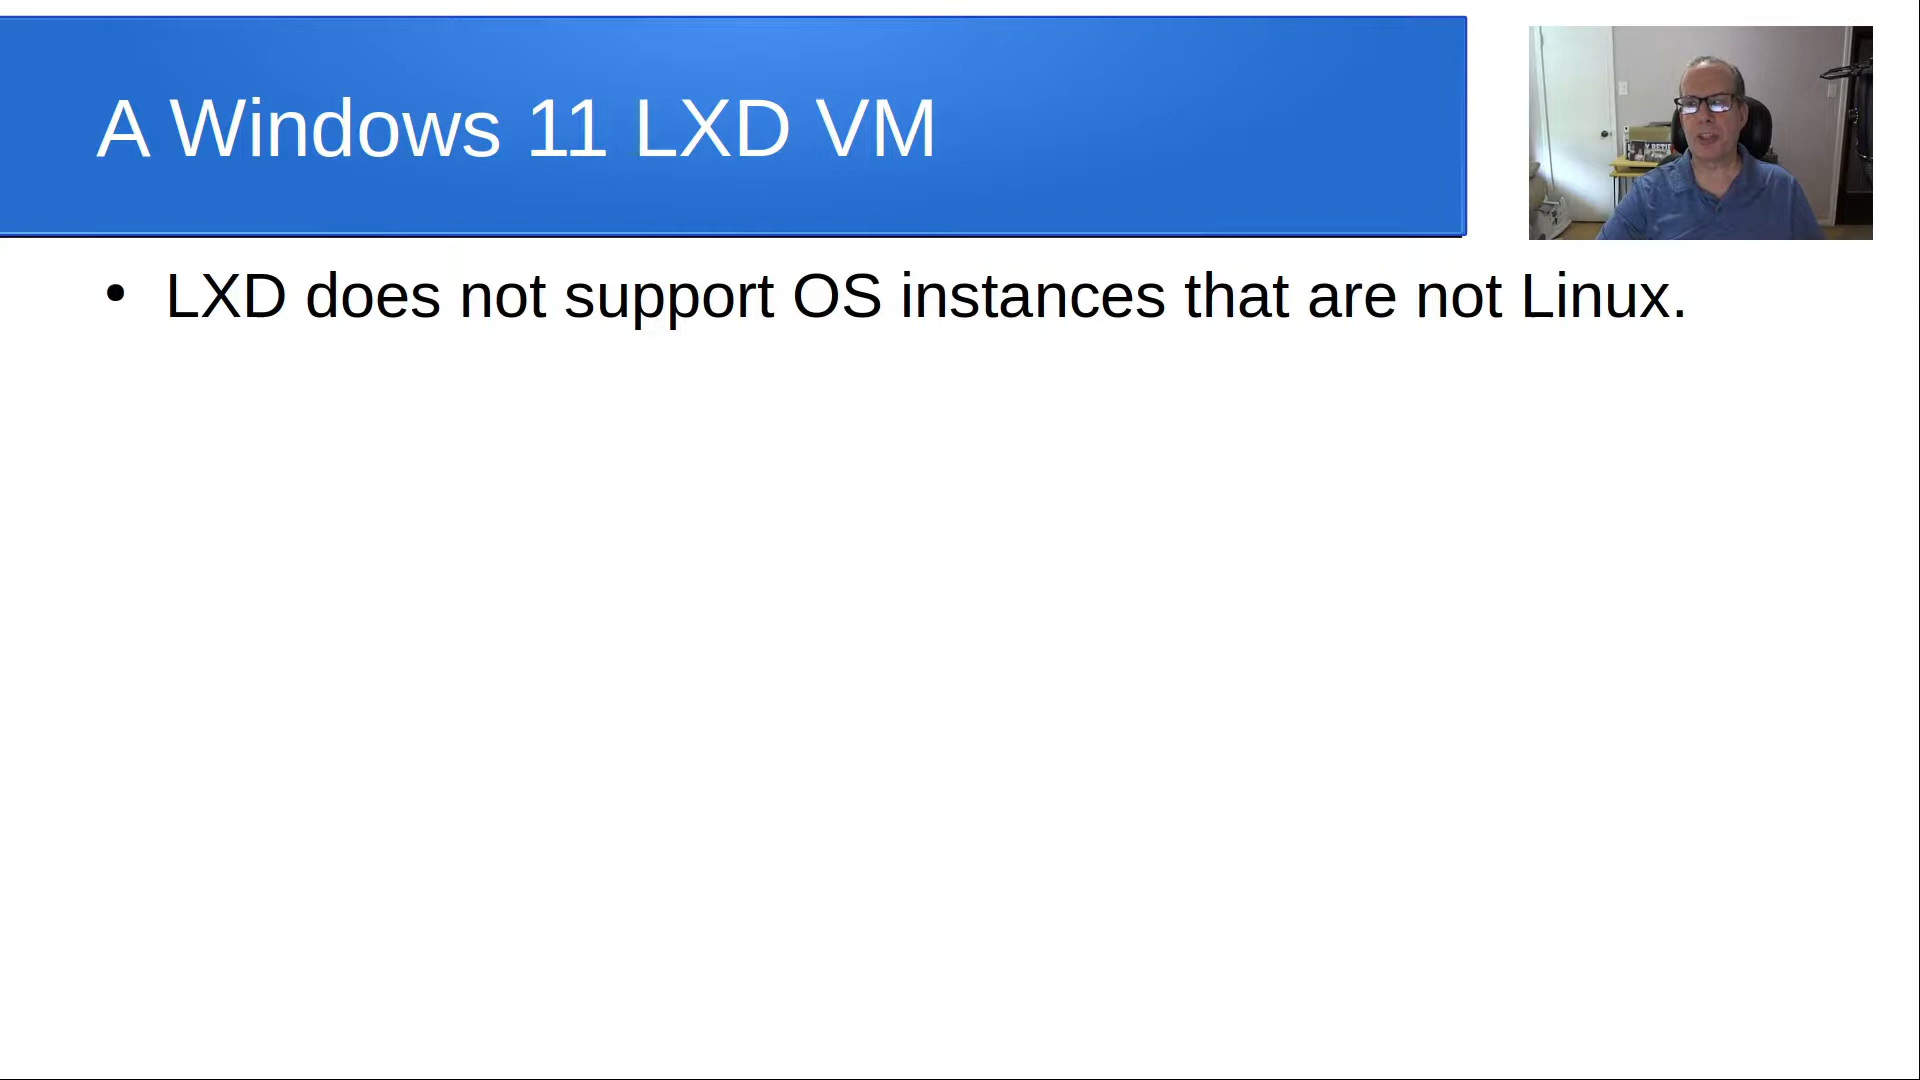 A Windows 11 LXD VM
• LXD does not support OS instances that are not Linux.